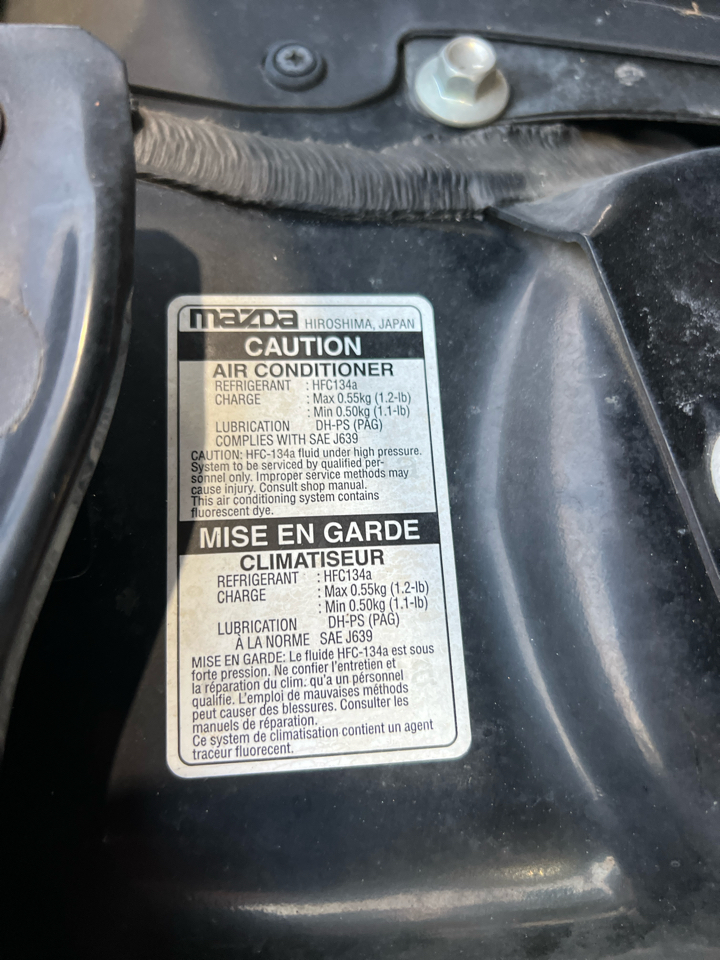 mazda HIROSHIMA, JAPAN
CAUTION
AIR CONDITIONER
REFRIGERANT : HFC134a
CHARGE : Max 0.55kg (1.2-lb)
: Min 0.50kg (1.1-lb)
LUBRICATION DH-PS (PAG)
COMPLIES WITH SAE J639
CAUTION: HFC-134a fluid under high pressure.
System to be serviced by qualified per-
sonnel only. Improper service methods may
cause injury. Consult shop manual.
This air conditioning system contains
fluorescent dye.
MISE EN GARDE
CLIMATISEUR
REFRIGERANT : HFC134a
CHARGE : Max 0.55kg (1.2-lb)
: Min 0.50kg (1.1-lb)
LUBRICATION DH-PS (PAG)
À LA NORME SAE J639
MISE EN GARDE: Le fluide HFC-134a est sous
forte pression. Ne confier l'entretien et
la réparation du clim. qu'a un pérsonnel
qualifie. L'emploi de mauvaises méthods
peut causer des blessures. Consulter les
manuels de réparation.
Ce system de climatisation contient un agent
traceur fluorecent.